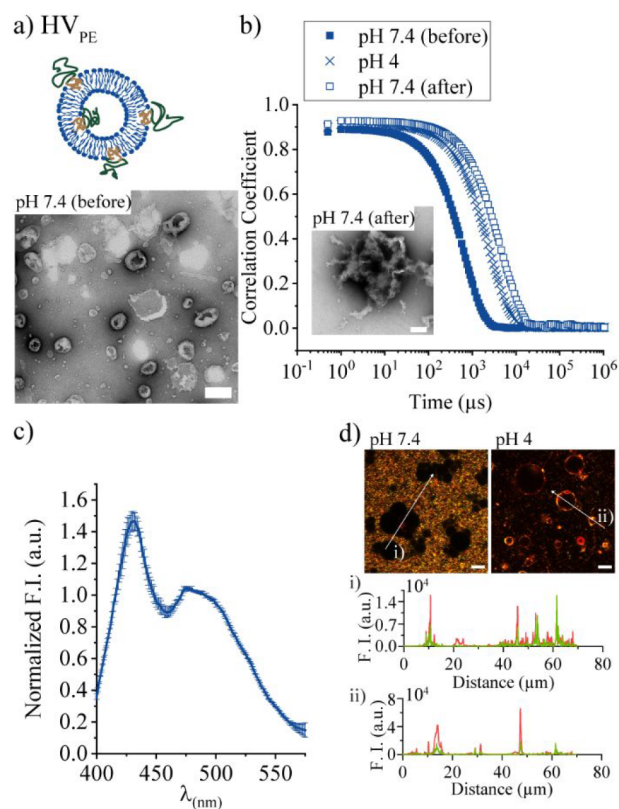 a) HV_PE
pH 7.4 (before)
b)
pH 7.4 (before)
pH 4
pH 7.4 (after)
Correlation Coefficient
1.0
0.8
0.6
0.4
0.2
0.0
pH 7.4 (after)
10⁻¹ 10⁰ 10¹ 10² 10³ 10⁴ 10⁵ 10⁶
Time (µs)
c)
Normalized F.I. (a.u.)
1.6
1.4
1.2
1.0
0.8
0.6
0.4
0.2
0.0
400 450 500 550
λ(nm)
d)
pH 7.4 pH 4
i) ii)
i)
F. I. (a.u.)
10⁴
1.4
0.7
0.0
0 20 40 60 80
Distance (µm)
ii)
F. I. (a.u.)
10⁴
8
4
0
0 20 40 60 80
Distance (µm)